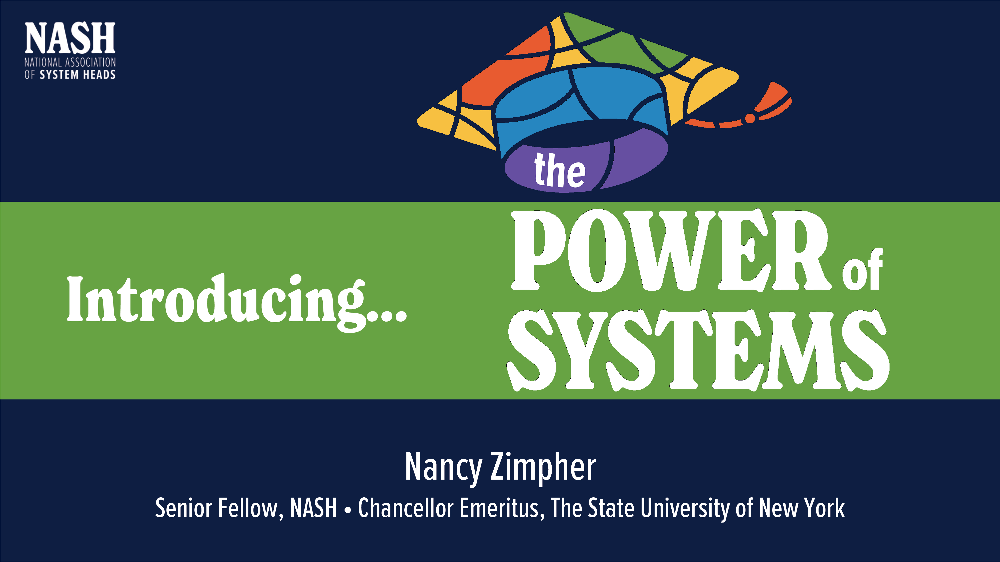 NASH
NATIONAL ASSOCIATION
OF SYSTEM HEADS
Introducing...
the
POWER of
SYSTEMS
Nancy Zimpher
Senior Fellow, NASH • Chancellor Emeritus, The State University of New York